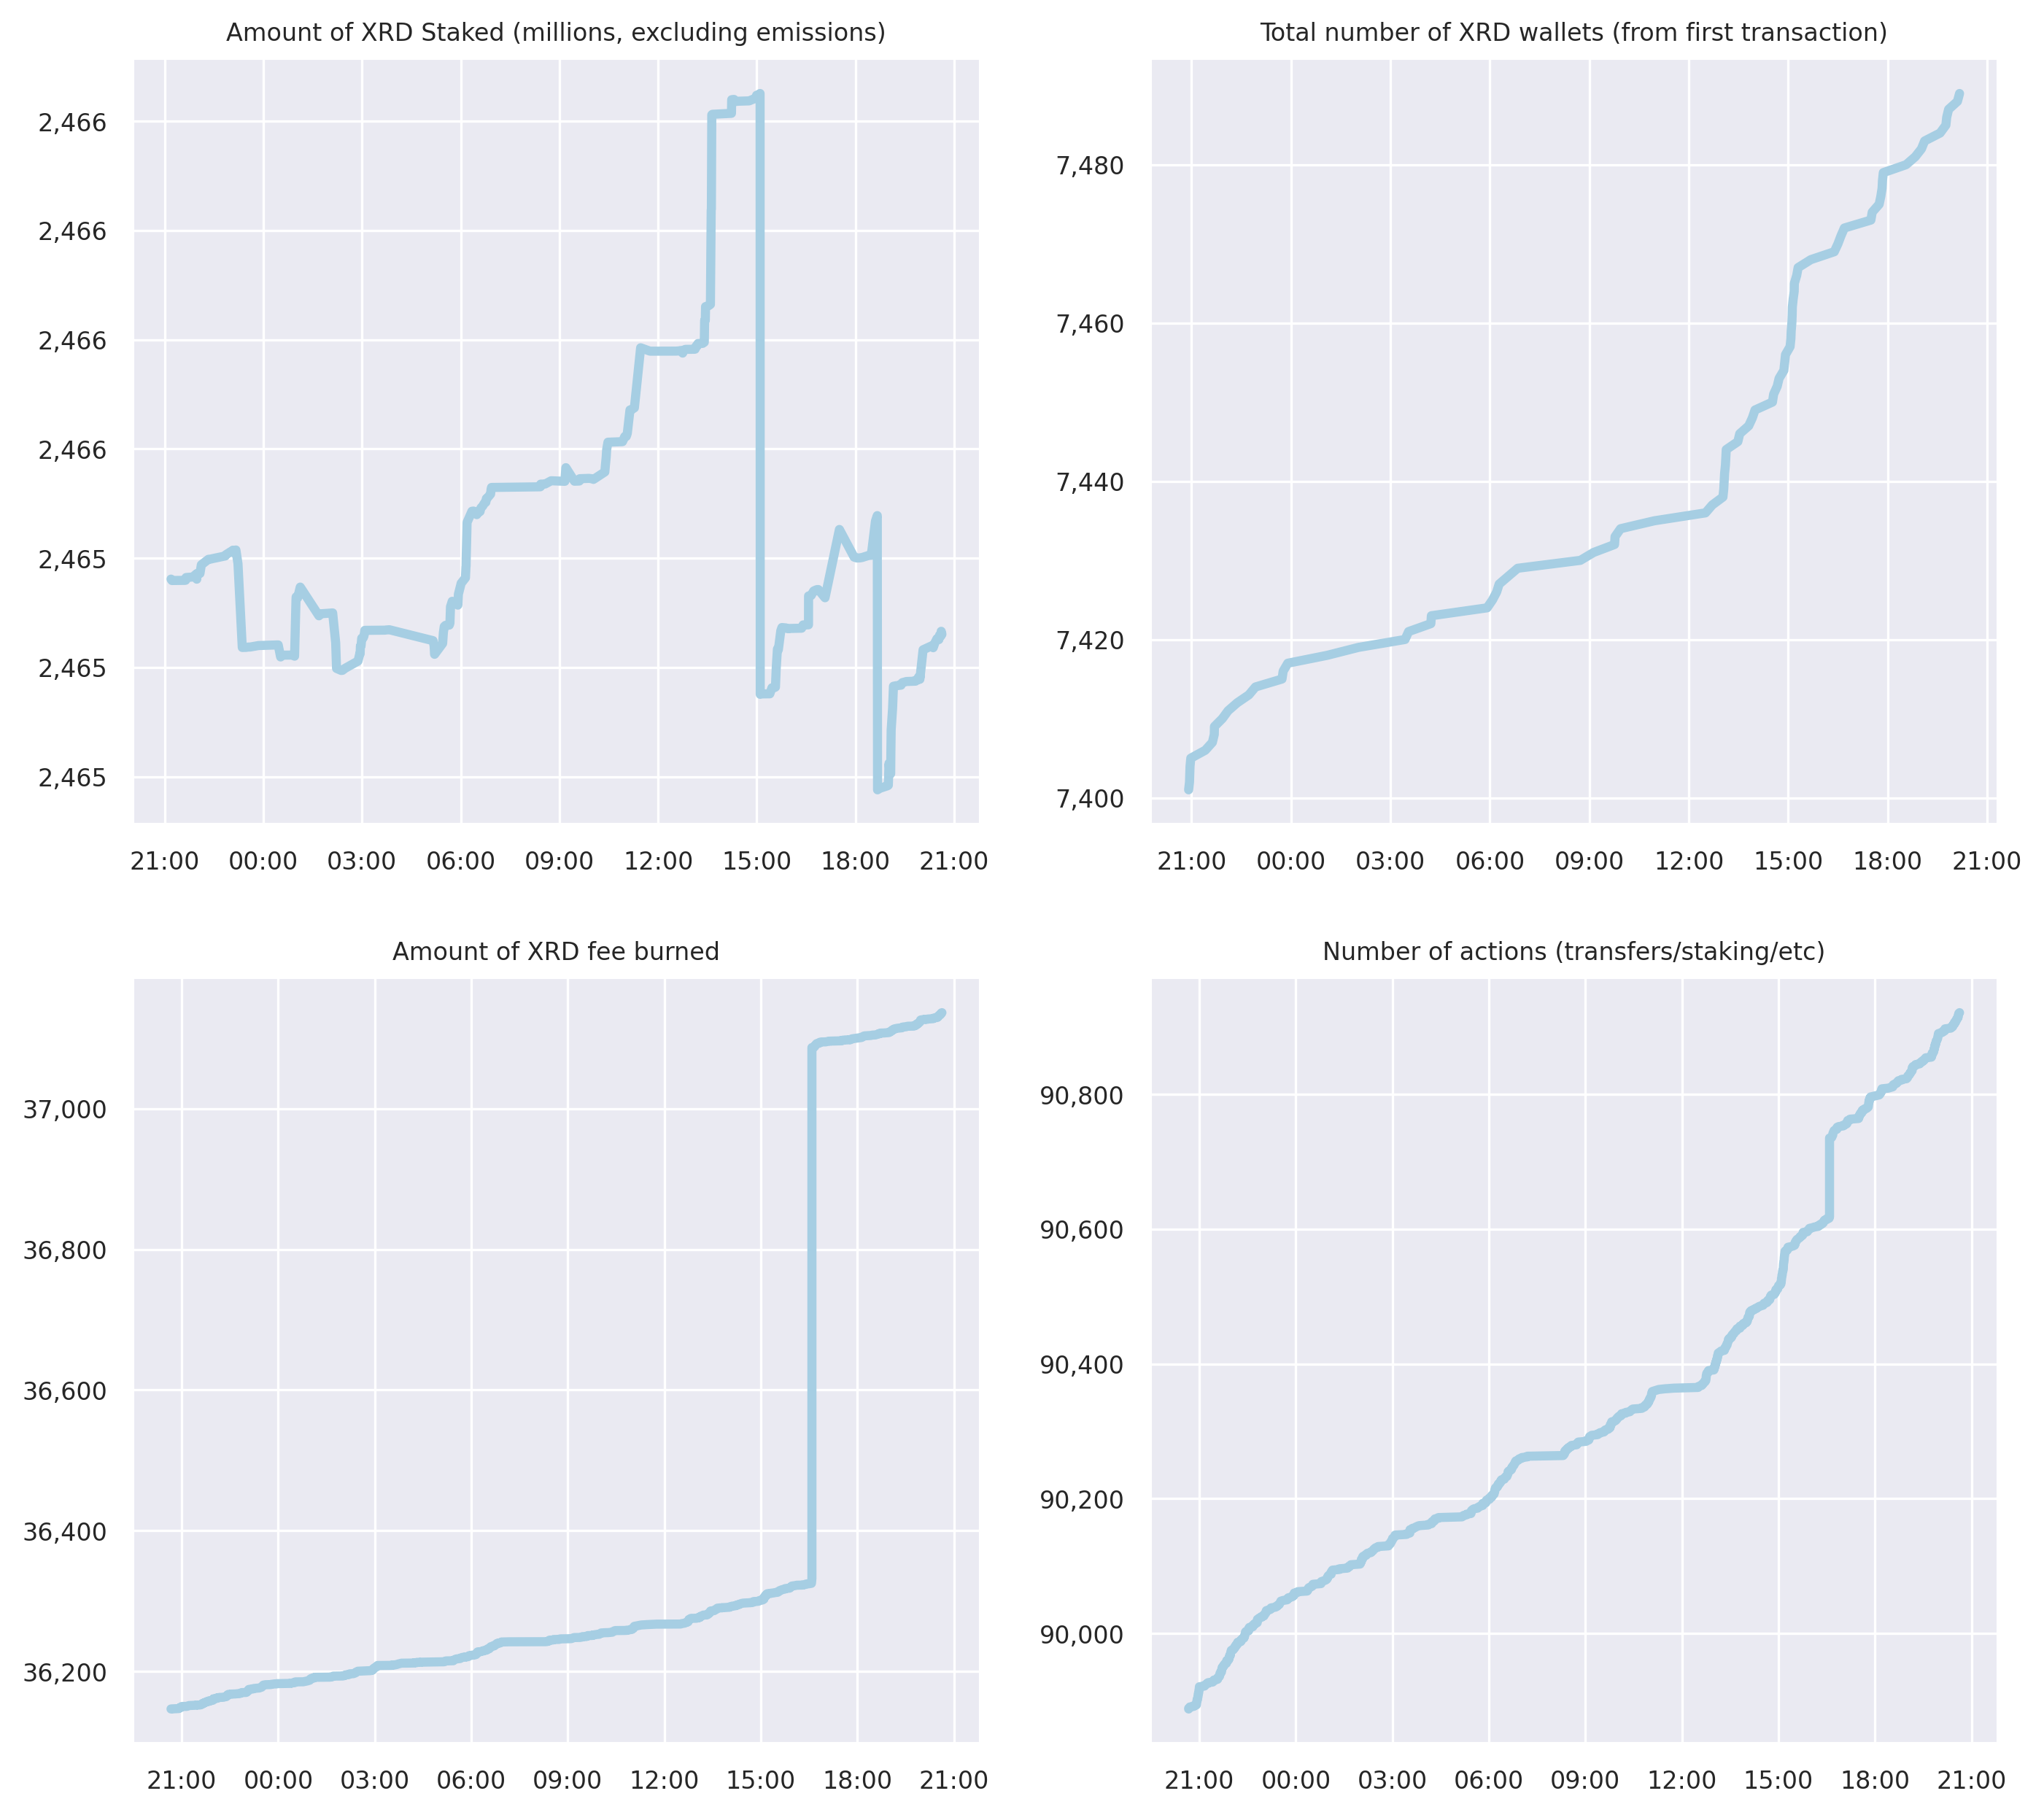 Amount of XRD Staked (millions, excluding emissions)
2,466
2,466
2,466
2,466
2,465
2,465
2,465
21:00 00:00 03:00 06:00 09:00 12:00 15:00 18:00 21:00
Total number of XRD wallets (from first transaction)
7,480
7,460
7,440
7,420
7,400
21:00 00:00 03:00 06:00 09:00 12:00 15:00 18:00 21:00
Amount of XRD fee burned
37,000
36,800
36,600
36,400
36,200
21:00 00:00 03:00 06:00 09:00 12:00 15:00 18:00 21:00
Number of actions (transfers/staking/etc)
90,800
90,600
90,400
90,200
90,000
21:00 00:00 03:00 06:00 09:00 12:00 15:00 18:00 21:00